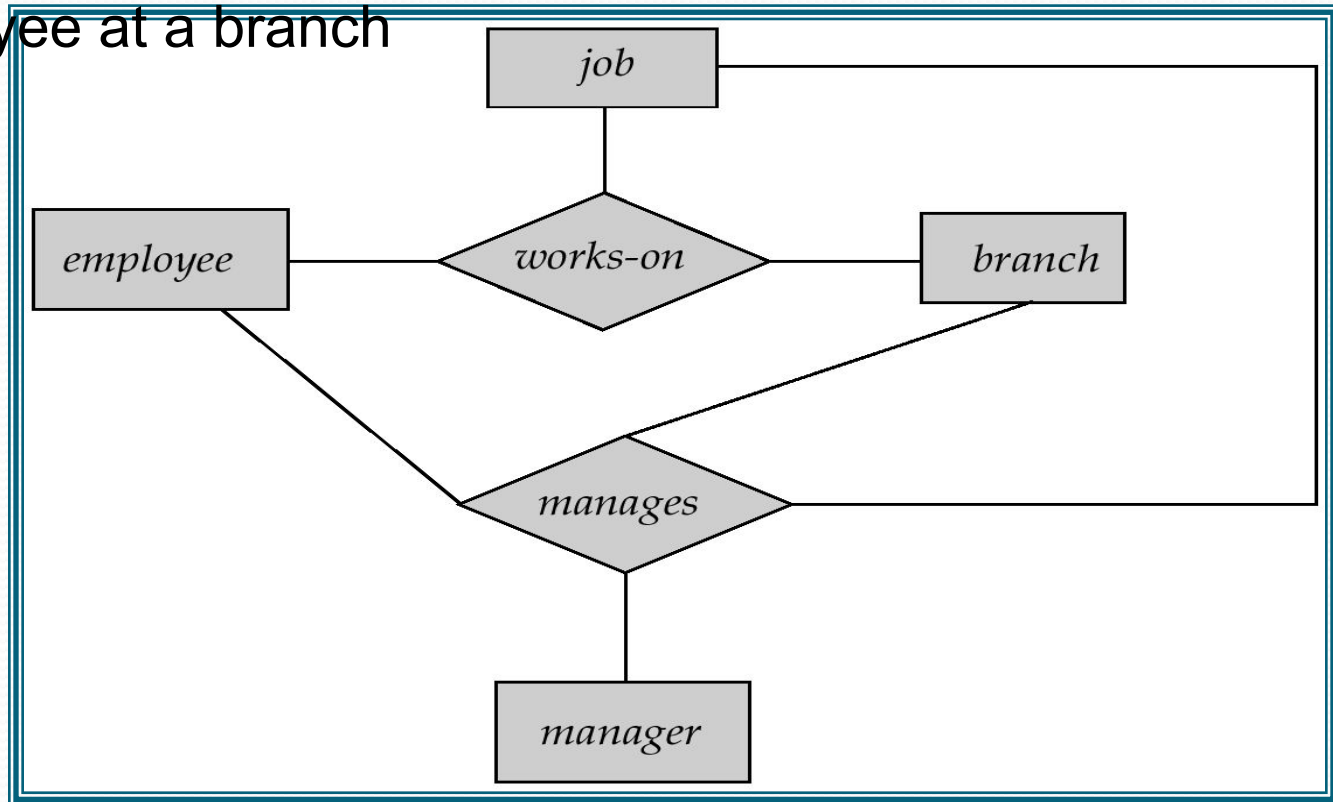 yee at a branch
job
employee
works-on
branch
manages
manager